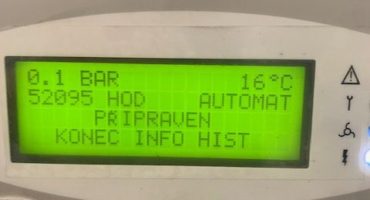 0.1 BAR 16°C
52095 HOD AUTOMAT
PRIPRAVEN
KONEC INFO HIST